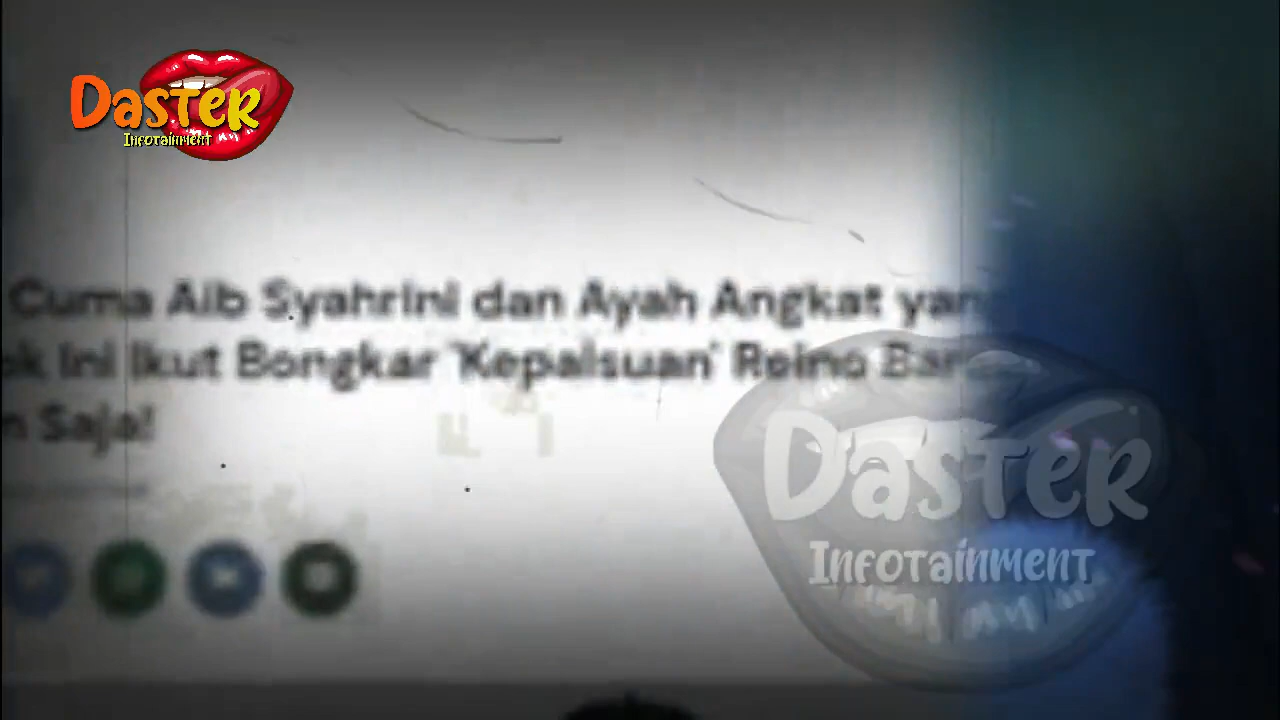 DASTER
INFOTAINMENT
Cuma Aib Syahrini dan Ayah Angkat yang
Ini Ikut Bongkar 'Kepalsuan' Reino Bar
Saja!
DASTER
INFOTAINMENT